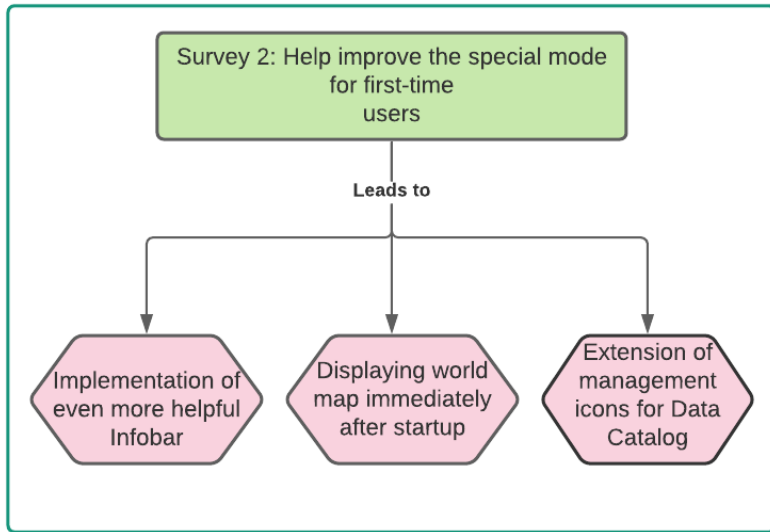 Survey 2: Help improve the special mode
for first-time
users
Leads to
Implementation of
even more helpful
Infobar
Displaying world
map immediately
after startup
Extension of
management
icons for Data
Catalog